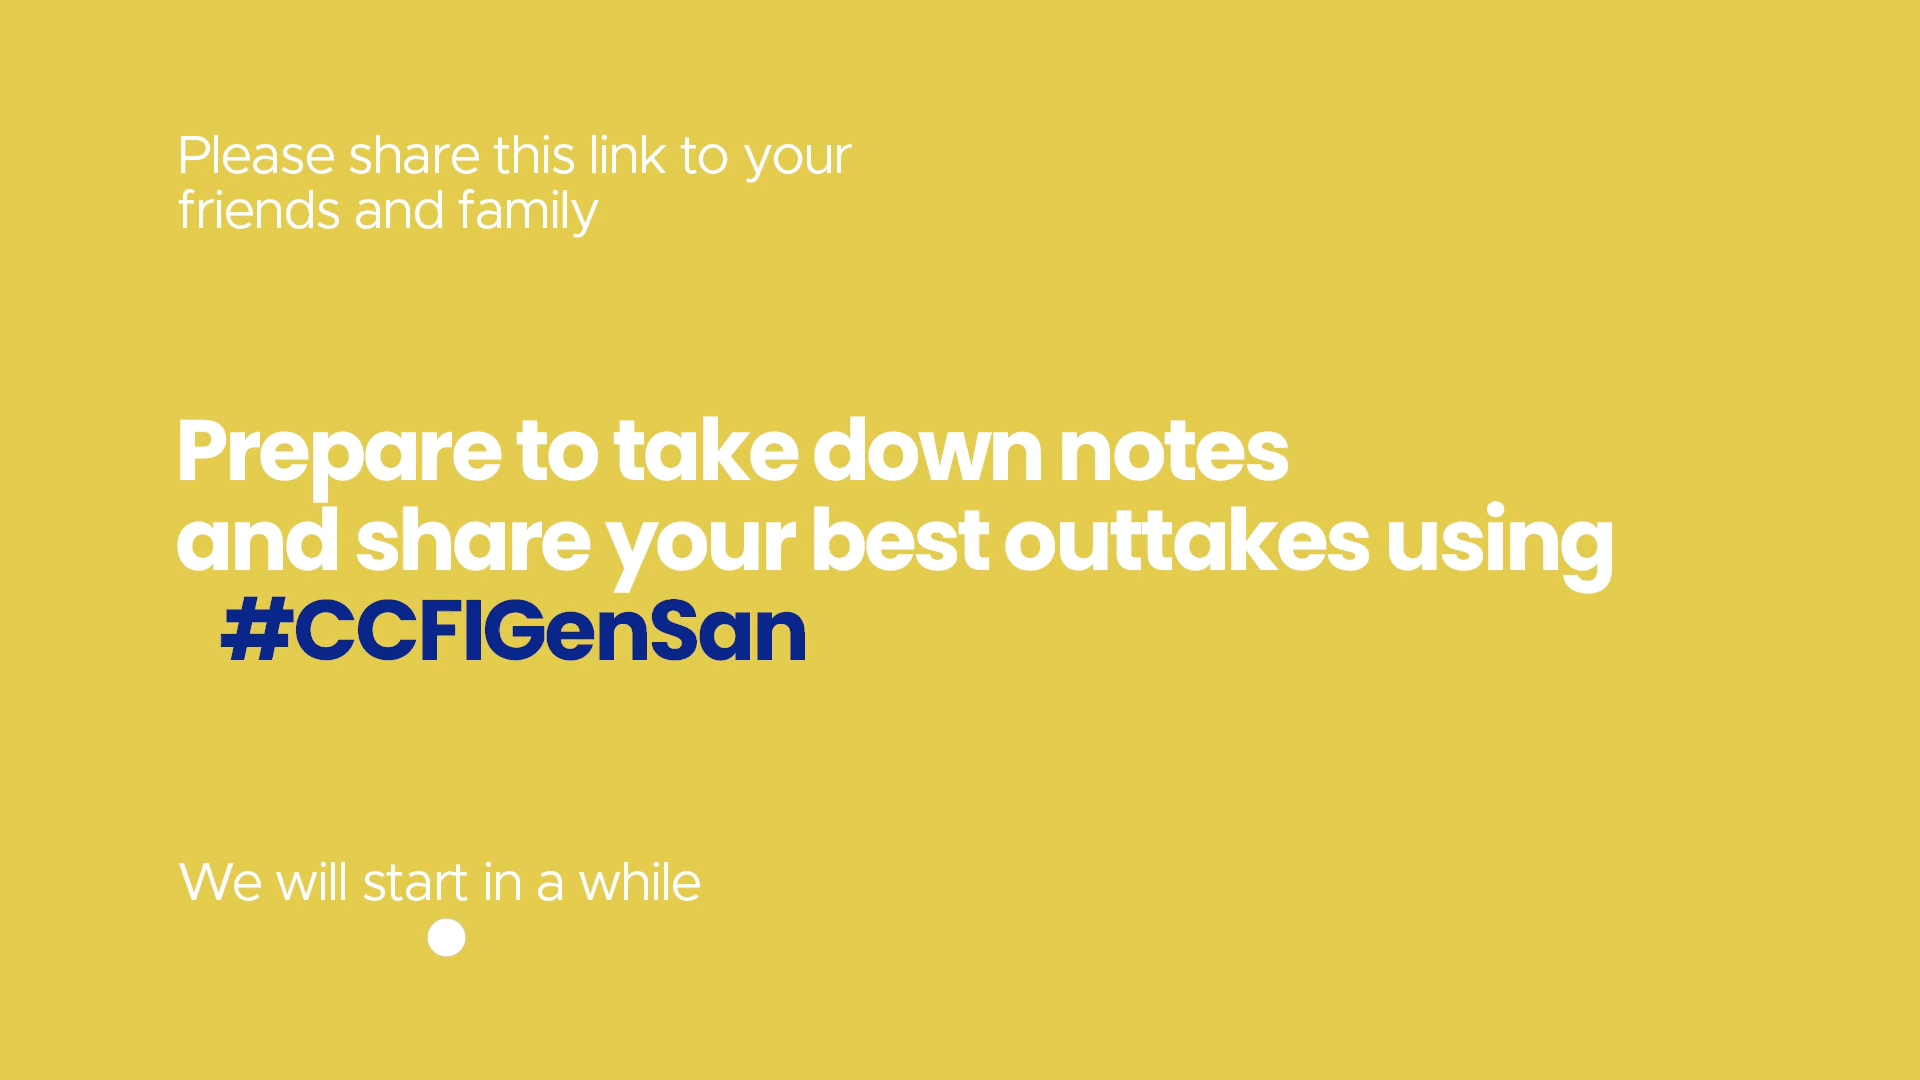 Please share this link to your
friends and family
Prepare to take down notes
and share your best outtakes using
#CCFIGenSan
We will start in a while